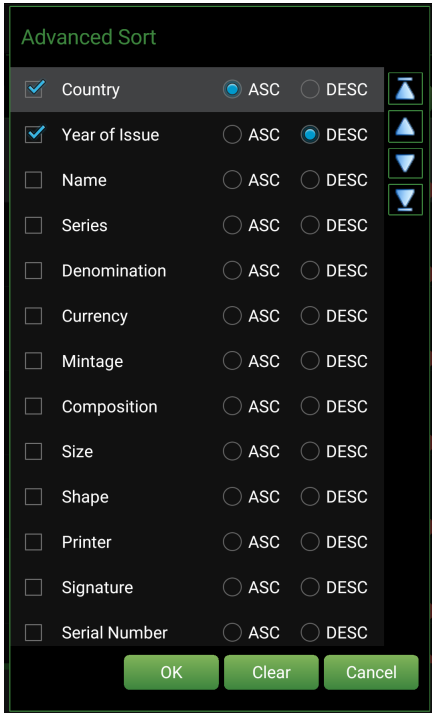 Advanced Sort
Country ASC DESC
Year of Issue ASC DESC
Name ASC DESC
Series ASC DESC
Denomination ASC DESC
Currency ASC DESC
Mintage ASC DESC
Composition ASC DESC
Size ASC DESC
Shape ASC DESC
Printer ASC DESC
Signature ASC DESC
Serial Number ASC DESC
OK Clear Cancel